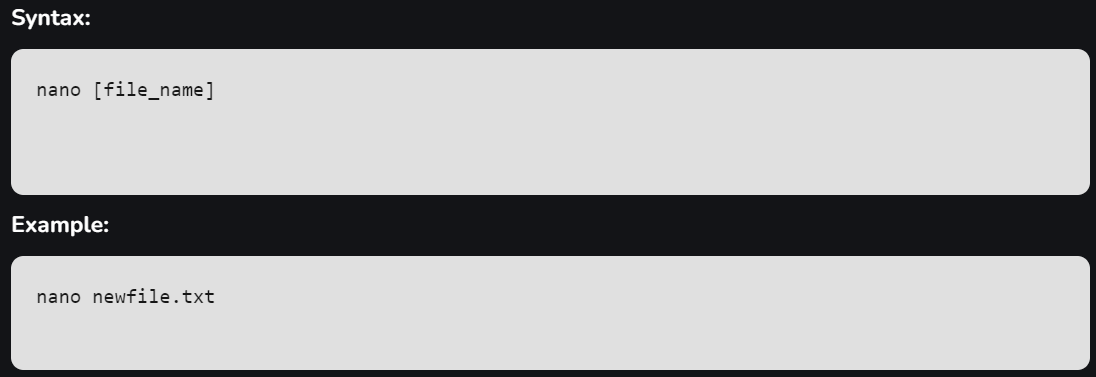 Syntax:
nano [file_name]
Example:
nano newfile.txt